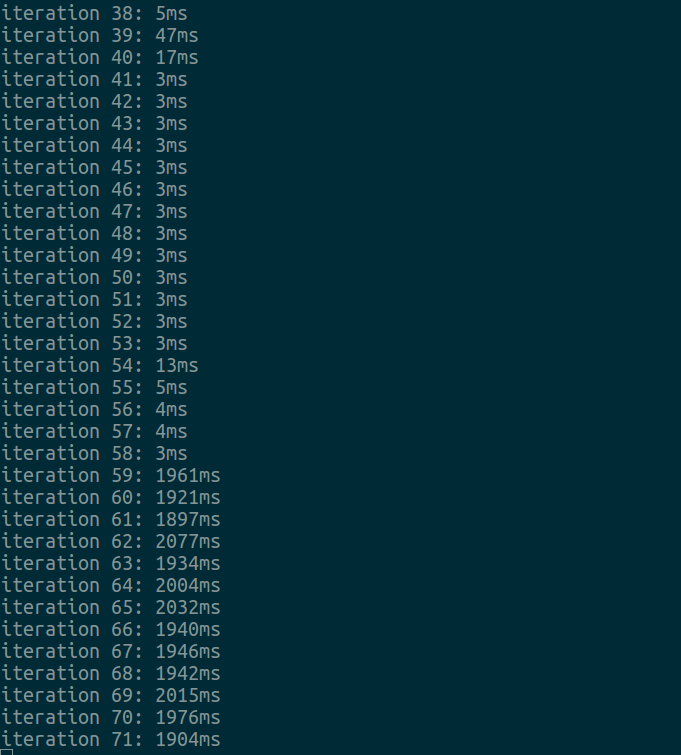 iteration 38: 5ms
iteration 39: 47ms
iteration 40: 17ms
iteration 41: 3ms
iteration 42: 3ms
iteration 43: 3ms
iteration 44: 3ms
iteration 45: 3ms
iteration 46: 3ms
iteration 47: 3ms
iteration 48: 3ms
iteration 49: 3ms
iteration 50: 3ms
iteration 51: 3ms
iteration 52: 3ms
iteration 53: 3ms
iteration 54: 13ms
iteration 55: 5ms
iteration 56: 4ms
iteration 57: 4ms
iteration 58: 3ms
iteration 59: 1961ms
iteration 60: 1921ms
iteration 61: 1897ms
iteration 62: 2077ms
iteration 63: 1934ms
iteration 64: 2004ms
iteration 65: 2032ms
iteration 66: 1940ms
iteration 67: 1946ms
iteration 68: 1942ms
iteration 69: 2015ms
iteration 70: 1976ms
iteration 71: 1904ms